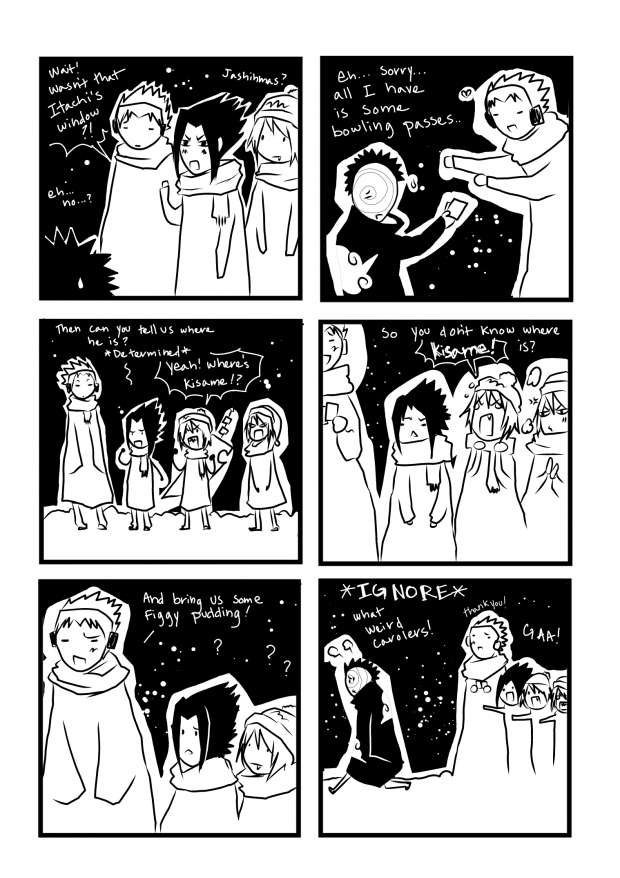 Wait!
Wasn't that
Itachi's
window
?!
Jashihmas?
eh...
no...?
eh... sorry...
all I have
is some
bowling passes..
Then can you tell us where
he is?
*Determined*
Yeah! Where's
Kisame!?
So you don't know where
Kisame!
is?
And bring us some
Figgy pudding!
?
?
?
*IGNORE*
what
weird
carolers!
thank you!
GAA!